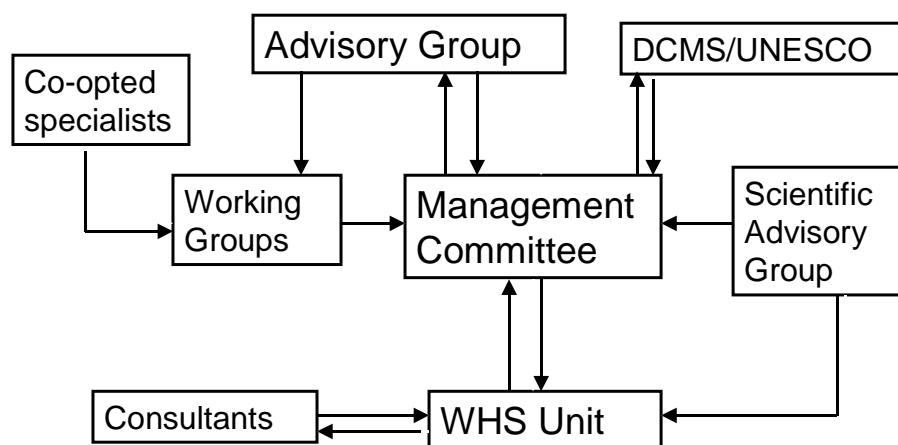 Advisory Group
DCMS/UNESCO
Co-opted
specialists
Working
Groups
Management
Committee
Scientific
Advisory
Group
Consultants
WHS Unit